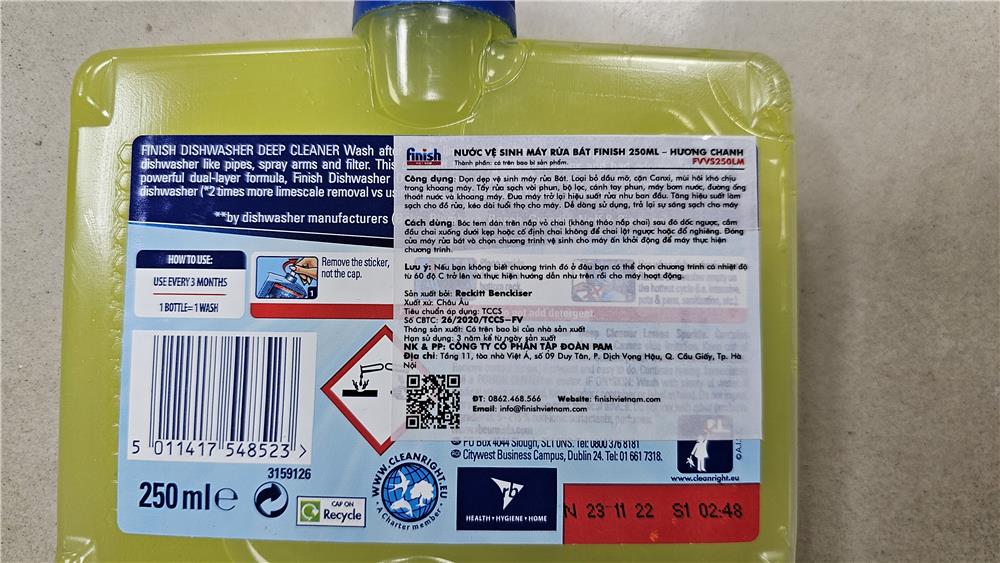 FINISH DISHWASHER DEEP CLEANER Wash
dishwasher like pipes, spray arms and filter. This
powerful dual-layer formula, Finish Dishwasher
dishwasher (*2 times more limescale removal vs
**by dishwasher manufacturers
HOW TO USE:
USE EVERY 3 MONTHS
1 BOTTLE=1 WASH
Remove the sticker,
not the cap.
1
finish
NƯỚC VỆ SINH MÁY RỬA BÁT FINISH 250ML – HƯƠNG CHANH
Thành phần: có trên bao bì sản phẩm.
FVVS250LM
Công dụng: Dọn dẹp vệ sinh máy rửa Bát. Loại bỏ dầu mỡ, cặn Canxi, mùi hôi khó chịu
trong khoang máy. Tẩy rửa sạch vòi phun, bộ lọc, cánh tay phun, máy bơm nước, đường ống
thoát nước và khoang máy. Đưa máy trở lại hiệu suất rửa như ban đầu. Tăng hiệu suất làm
sạch cho đồ rửa, kéo dài tuổi thọ cho máy. Dễ dàng sử dụng, trở lại sự sáng sạch cho máy
Cách dùng: Bóc tem dán trên nắp vỏ chai (không tháo nắp chai) sau đó dốc ngược, cắm
đầu chai xuống dưới kẹp hoặc cố định chai không để chai lật ngược hoặc đổ nghiêng. Đóng
cửa máy rửa bát và chọn chương trình vệ sinh cho máy ấn khởi động để máy thực hiện
chương trình.
Lưu ý: Nếu bạn không biết chương trình đó ở đâu bạn có thể chọn chương trình có nhiệt độ
từ 60 độ C trở lên và thực hiện hướng dẫn như trên rồi cho máy hoạt động.
Sản xuất bởi: Reckitt Benckiser
Xuất xứ: Châu Âu
Tiêu chuẩn áp dụng: TCCS
Số CBTC: 26/2020/TCCS-FV
Tháng sản xuất: Có trên bao bì của nhà sản xuất
Hạn sử dụng: 3 năm kể từ ngày sản xuất
NK & PP: CÔNG TY CỔ PHẦN TẬP ĐOÀN PAM
Địa chỉ: Tầng 11, tòa nhà Việt Á, số 09 Duy Tân, P. Dịch Vọng Hậu, Q. Cầu Giấy, Tp. Hà
Nội
ĐT: 0862.468.566 Website: finishvietnam.com
Email: info@finishvietnam.com
not add detergent.
PO Box 4044 Slough, SL1 0NS. Tel: 0800 376 8181
Citywest Business Campus, Dublin 24. Tel: 01 661 7318.
5 011417 548523 >
3159126
250 ml e
CAP ON
Recycle
WWW.CLEANRIGHT.EU
A Charter member
rb
HEALTH • HYGIENE • HOME
www.cleanright.eu
©A.I.S
N 23 11 22 S1 02:48